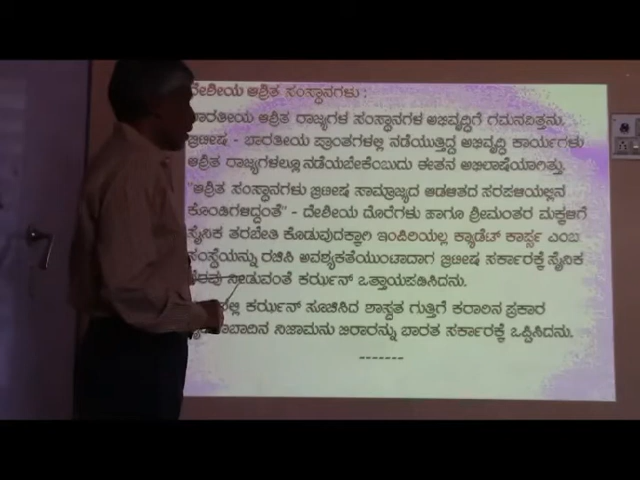 ದೇಶೀಯ ಆಶ್ರಿತ ಸಂಸ್ಥಾನಗಳು :
ಭಾರತೀಯ ಆಶ್ರಿತ ರಾಜ್ಯಗಳ ಸಂಸ್ಥಾನಗಳ ಅಭಿವೃದ್ಧಿಗೆ ಗಮನವಿತ್ತನು.
ಬ್ರಿಟೀಷ - ಭಾರತೀಯ ಪ್ರಾಂತಗಳಲ್ಲಿ ನಡೆಯುತ್ತಿದ್ದ ಅಭಿವೃದ್ಧಿ ಕಾರ್ಯಗಳು
ಆಶ್ರಿತ ರಾಜ್ಯಗಳಲ್ಲೂ ನಡೆಯಬೇಕೆಂಬುದು ಈತನ ಅಭಿಲಾಷೆಯಾಗಿತ್ತು.
"ಆಶ್ರಿತ ಸಂಸ್ಥಾನಗಳು ಬ್ರಿಟೀಷ ಸಾಮ್ರಾಜ್ಯದ ಆಡಳಿತದ ಸರಪಳಿಯಲ್ಲಿನ
ಕೊಂಡಿಗಳಿದ್ದಂತೆ" - ದೇಶೀಯ ದೊರೆಗಳು ಹಾಗೂ ಶ್ರೀಮಂತರ ಮಕ್ಕಳಿಗೆ
ಸೈನಿಕ ತರಬೇತಿ ಕೊಡುವುದಕ್ಕಾಗಿ ಇಂಪಿರಿಯಲ್ಲ ಕ್ಯಾಡೆಟ್ ಕಾರ್ಪ್ಸ ಎಂಬ
ಸಂಸ್ಥೆಯನ್ನು ರಚಿಸಿ ಅವಶ್ಯಕತೆಯುಂಟಾದಾಗ ಬ್ರಿಟೀಷ ಸರ್ಕಾರಕ್ಕೆ ಸೈನಿಕ
ನೆರವು ನೀಡುವಂತೆ ಕರ್ಝನ್ ಒತ್ತಾಯಪಡಿಸಿದನು.
ಕರ್ಝನ್ ಸೂಚಿಸಿದ ಶಾಸ್ವತ ಗುತ್ತಿಗೆ ಕರಾರಿನ ಪ್ರಕಾರ
ನಿಜಾಮನು ಬಿರಾರನ್ನು ಭಾರತ ಸರ್ಕಾರಕ್ಕೆ ಒಪ್ಪಿಸಿದನು.
-------